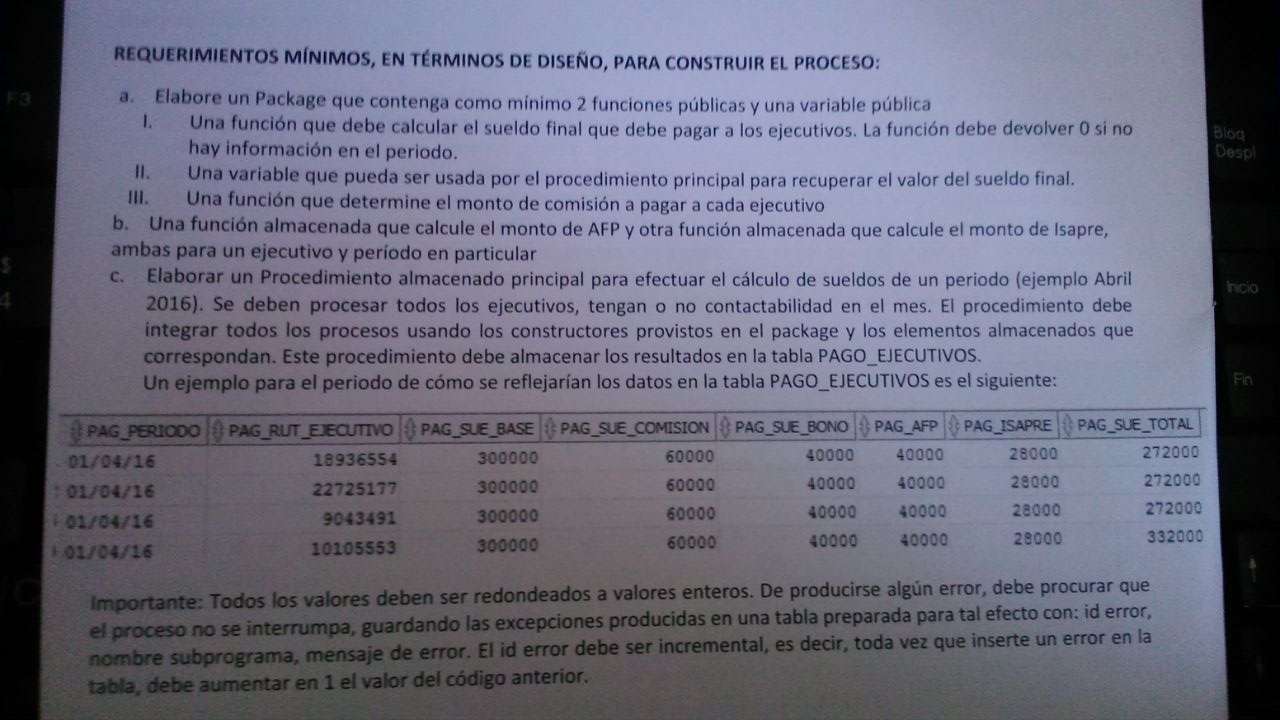 REQUERIMIENTOS MÍNIMOS, EN TÉRMINOS DE DISEÑO, PARA CONSTRUIR EL PROCESO:
a. Elabore un Package que contenga como mínimo 2 funciones públicas y una variable pública
I. Una función que debe calcular el sueldo final que debe pagar a los ejecutivos. La función debe devolver 0 si no
hay información en el periodo.
II. Una variable que pueda ser usada por el procedimiento principal para recuperar el valor del sueldo final.
III. Una función que determine el monto de comisión a pagar a cada ejecutivo
b. Una función almacenada que calcule el monto de AFP y otra función almacenada que calcule el monto de Isapre,
ambas para un ejecutivo y período en particular
c. Elaborar un Procedimiento almacenado principal para efectuar el cálculo de sueldos de un periodo (ejemplo Abril
2016). Se deben procesar todos los ejecutivos, tengan o no contactabilidad en el mes. El procedimiento debe
integrar todos los procesos usando los constructores provistos en el package y los elementos almacenados que
correspondan. Este procedimiento debe almacenar los resultados en la tabla PAGO_EJECUTIVOS.
Un ejemplo para el periodo de cómo se reflejarían los datos en la tabla PAGO_EJECUTIVOS es el siguiente:
PAG_PERIODO PAG_RUT_EJECUTIVO PAG_SUE_BASE PAG_SUE_COMISION PAG_SUE_BONO PAG_AFP PAG_ISAPRE PAG_SUE_TOTAL
01/04/16 18936554 300000 60000 40000 40000 28000 272000
01/04/16 22725177 300000 60000 40000 40000 28000 272000
01/04/16 9043491 300000 60000 40000 40000 28000 272000
01/04/16 10105553 300000 60000 40000 40000 28000 332000
Importante: Todos los valores deben ser redondeados a valores enteros. De producirse algún error, debe procurar que
el proceso no se interrumpa, guardando las excepciones producidas en una tabla preparada para tal efecto con: id error,
nombre subprograma, mensaje de error. El id error debe ser incremental, es decir, toda vez que inserte un error en la
tabla, debe aumentar en 1 el valor del código anterior.
F3
$
4
Bloq
Despl
Inicio
Fin